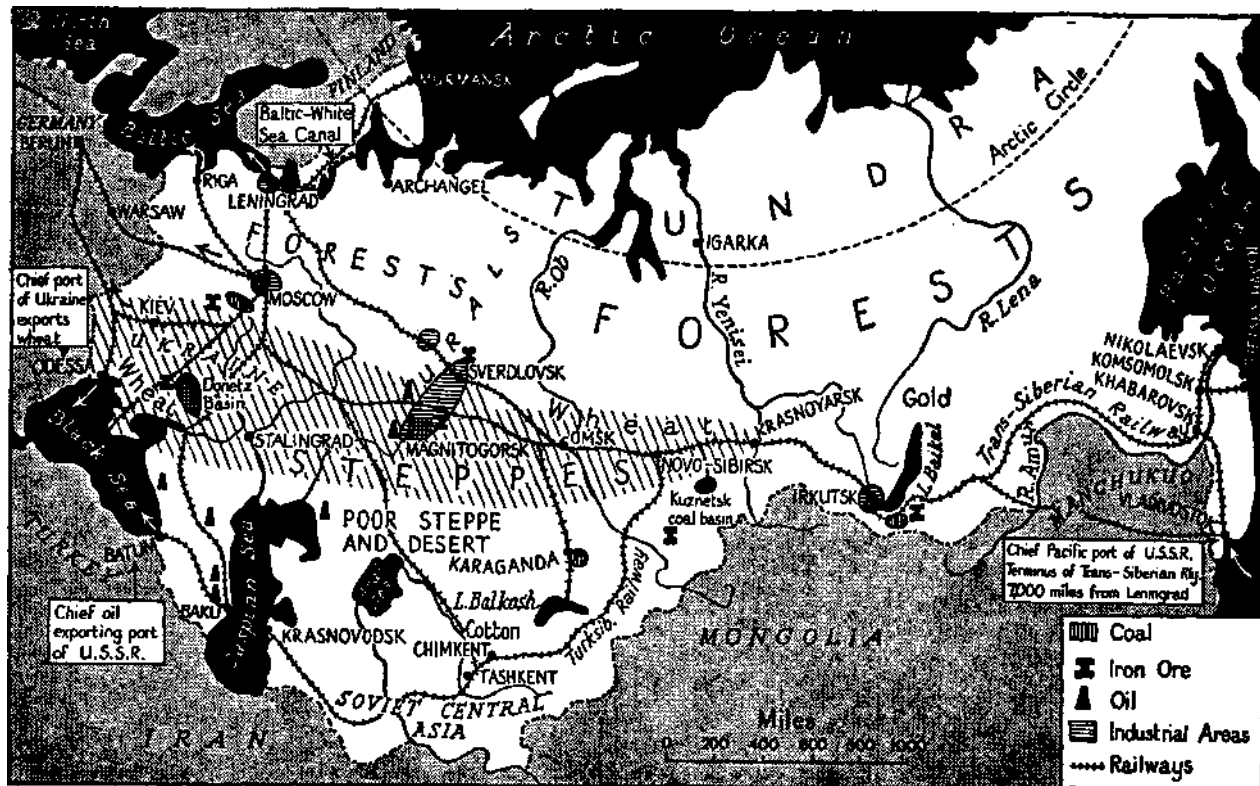 North
Sea
Arctic Ocean
FINLAND
MURMANSK
Baltic-White
Sea Canal
Arctic Circle
TUNDRA
GERMANY
BERLIN
Baltic Sea
RIGA
LENINGRAD
ARCHANGEL
WARSAW
IGARKA
FORESTS
URALS
R. Ob
R. Yenisei
FORESTS
R. Lena
Chief port
of Ukraine
exports
wheat
MOSCOW
KIEV
UKRAINE
ODESSA
Wheat
Donetz
Basin
SVERDLOVSK
NIKOLAEVSK
KOMSOMOLSK
KHABAROVSK
Black Sea
STALINGRAD
MAGNITOGORSK
Wheat
OMSK
KRASNOYARSK
Gold
Trans-Siberian Railway
STEPPES
NOVO-SIBIRSK
Kuznetsk
coal basin
IRKUTSK
L. Baikal
R. Amur
MANCHUKUO
VLADIVOSTOK
TURKEY
BATUM
POOR STEPPE
AND DESERT
KARAGANDA
L. Balkash
Turksib. Railway
Chief Pacific port of U.S.S.R.
Terminus of Trans-Siberian Rly.
7,000 miles from Leningrad
BAKU
Caspian Sea
Chief oil
exporting port
of U.S.S.R.
KRASNOVODSK
Cotton
CHIMKENT
TASHKENT
MONGOLIA
SOVIET CENTRAL
ASIA
IRAN
Miles
0 200 400 600 800 1000
Coal
Iron Ore
Oil
Industrial Areas
Railways